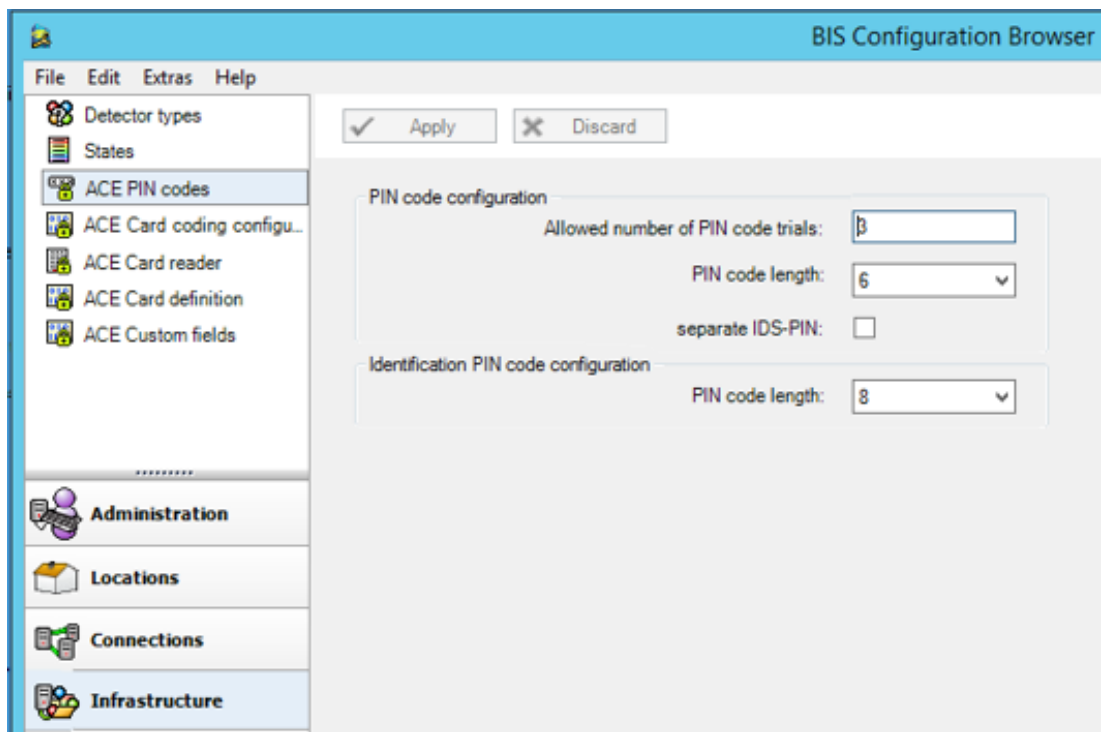 BIS Configuration Browser
File Edit Extras Help
Detector types
States
ACE PIN codes
ACE Card coding configu...
ACE Card reader
ACE Card definition
ACE Custom fields
Administration
Locations
Connections
Infrastructure
Apply Discard
PIN code configuration
Allowed number of PIN code trials: 3
PIN code length: 6
separate IDS-PIN:
Identification PIN code configuration
PIN code length: 8